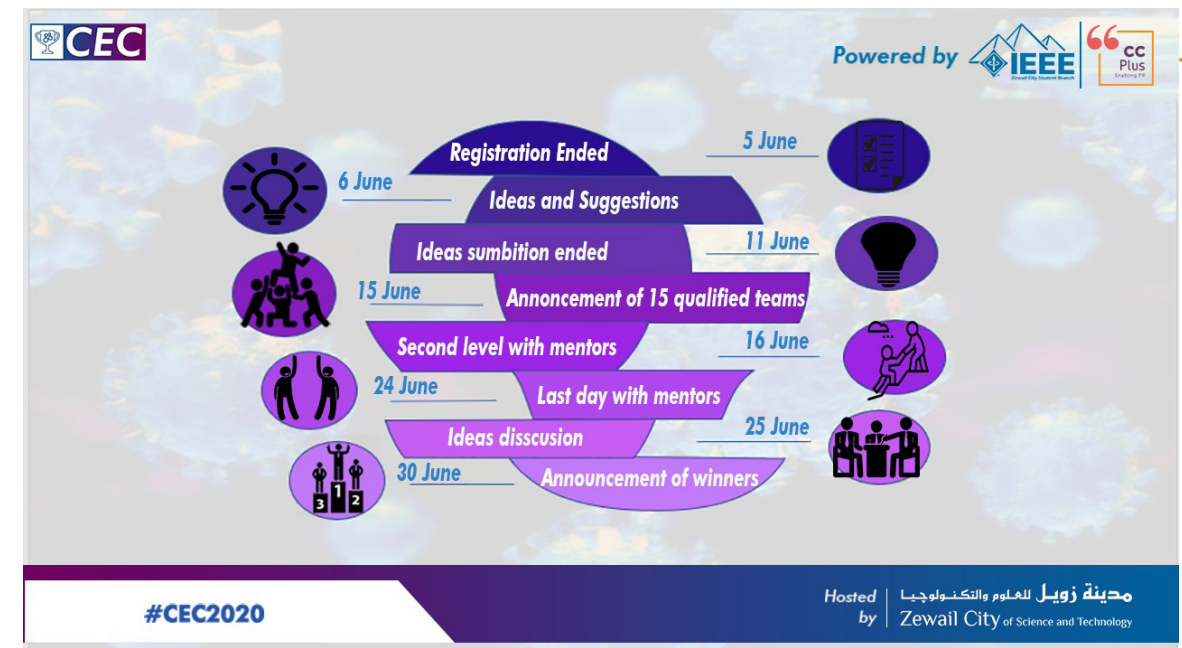 CEC
Powered by
IEEE
Zewail City Student Branch
CC
Plus
Enabling PR
Registration Ended
5 June
6 June
Ideas and Suggestions
Ideas sumbition ended
11 June
15 June
Annoncement of 15 qualified teams
Second level with mentors
16 June
24 June
Last day with mentors
Ideas disscusion
25 June
30 June
Announcement of winners
3 1 2
#CEC2020
Hosted by
مدينة زويل للعلوم والتكنولوجيا
Zewail City of Science and Technology